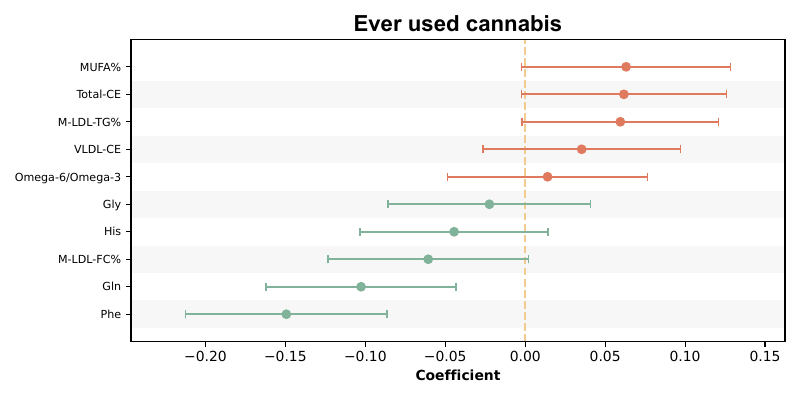 Ever used cannabis
MUFA%
Total-CE
M-LDL-TG%
VLDL-CE
Omega-6/Omega-3
Gly
His
M-LDL-FC%
Gln
Phe
−0.20 −0.15 −0.10 −0.05 0.00 0.05 0.10 0.15
Coefficient